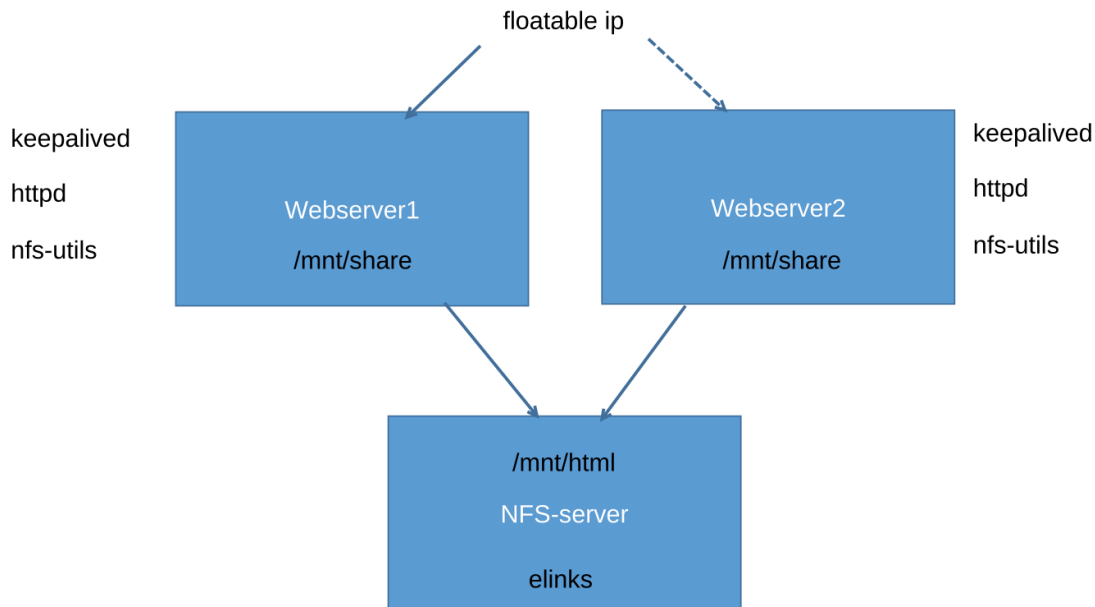 floatable ip
keepalived
httpd
nfs-utils
Webserver1
/mnt/share
Webserver2
/mnt/share
keepalived
httpd
nfs-utils
/mnt/html
NFS-server
elinks